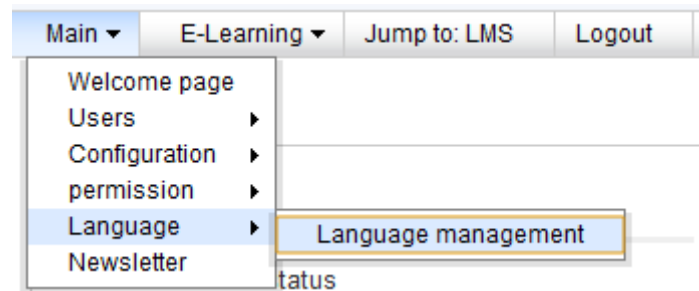 Main ▾ E-Learning ▾ Jump to: LMS Logout
Welcome page
Users
Configuration
permission
Language
Language management
Newsletter
tatus